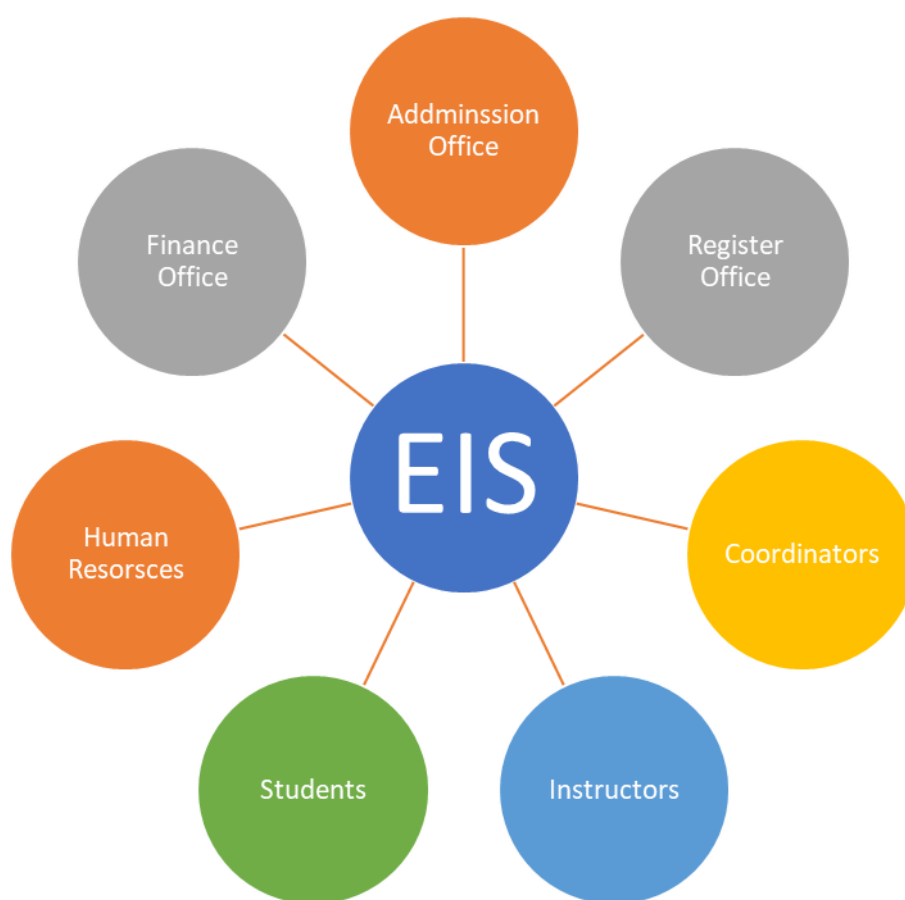 Addminssion
Office
Finance
Office
Register
Office
EIS
Human
Resorsces
Coordinators
Students
Instructors